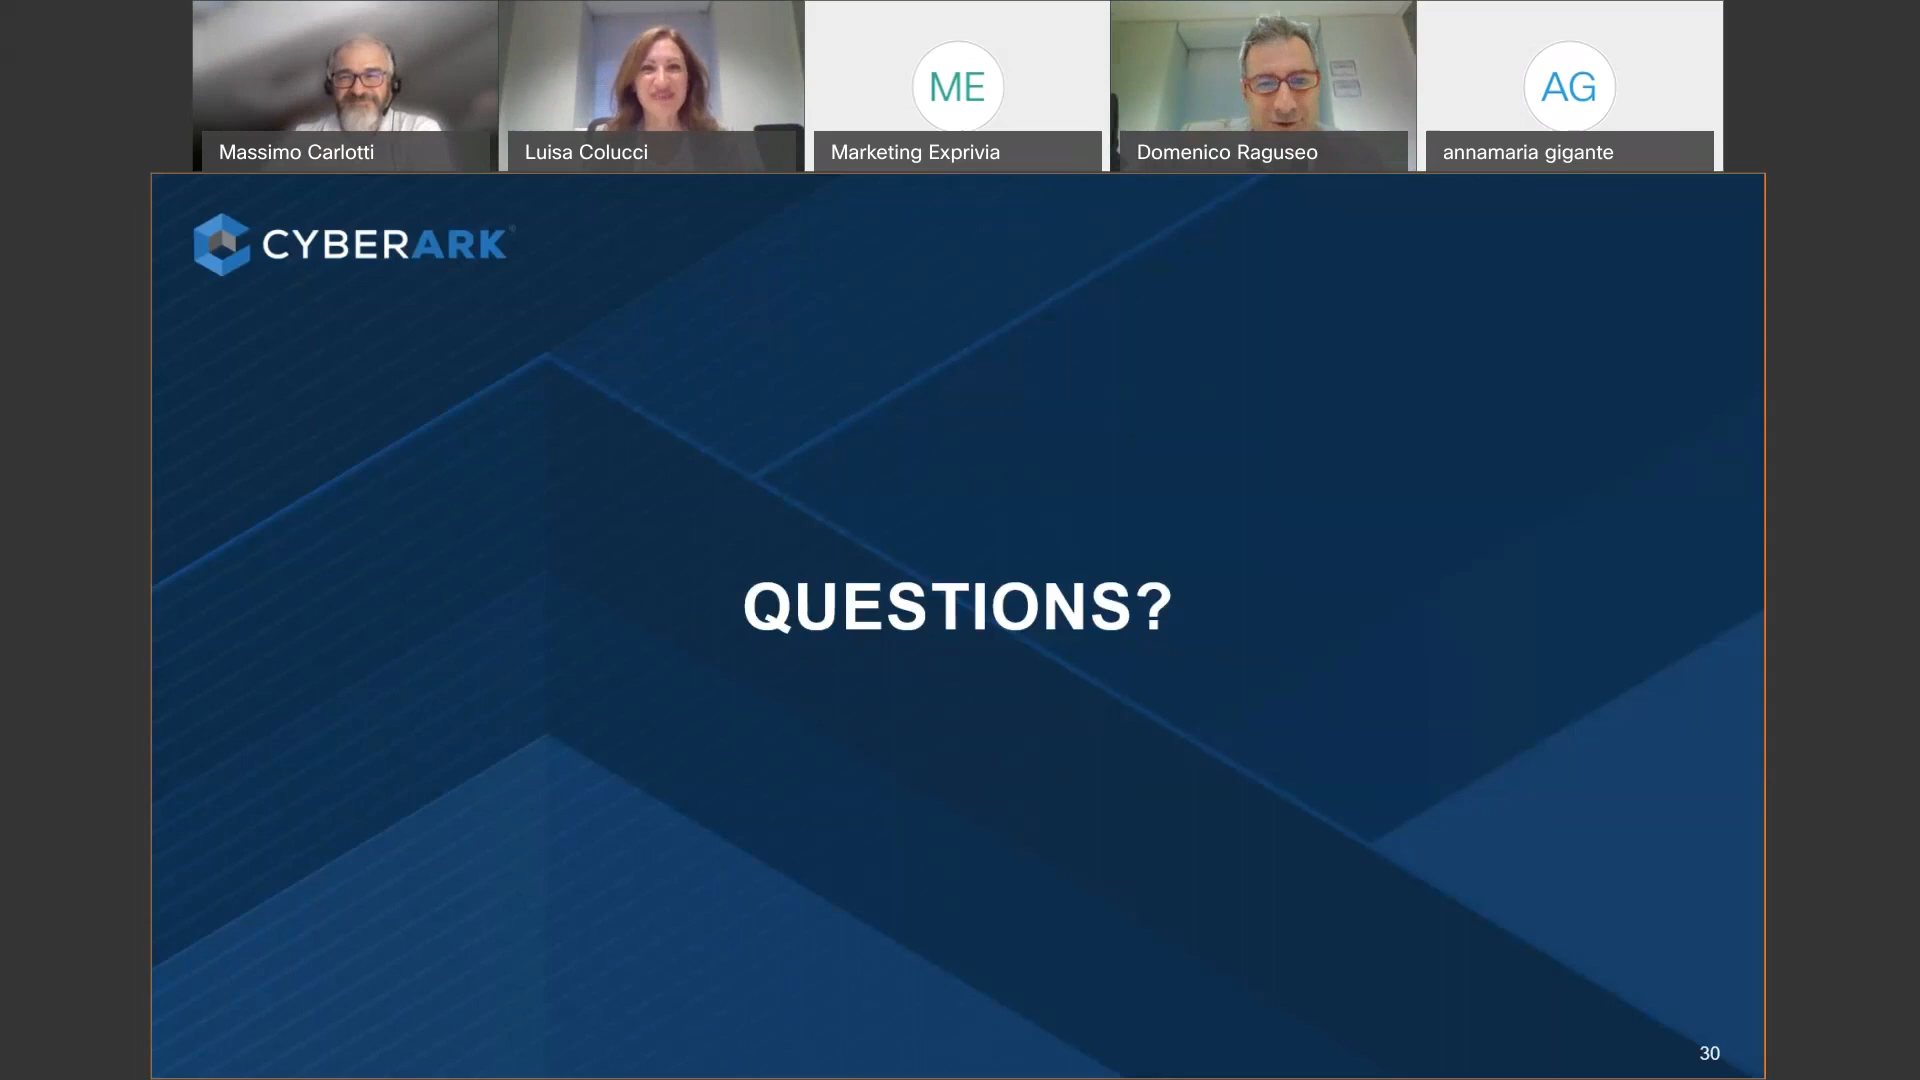 Massimo Carlotti
Luisa Colucci
ME
Marketing Exprivia
Domenico Raguseo
AG
annamaria gigante
CYBERARK
QUESTIONS?
30